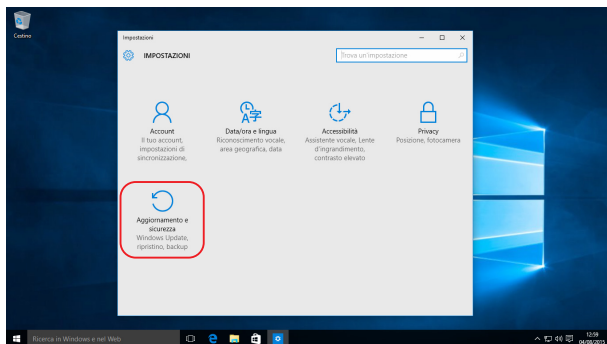 Cestino
Impostazioni
IMPOSTAZIONI
Trova un'impostazione
Account
Il tuo account,
impostazioni di
sincronizzazione,
Data/ora e lingua
Riconoscimento vocale,
area geografica, data
Accessibilità
Assistente vocale, Lente
d'ingrandimento,
contrasto elevato
Privacy
Posizione, fotocamera
Aggiornamento e
sicurezza
Windows Update,
ripristino, backup
Ricerca in Windows e nel Web
12:59
04/08/2015